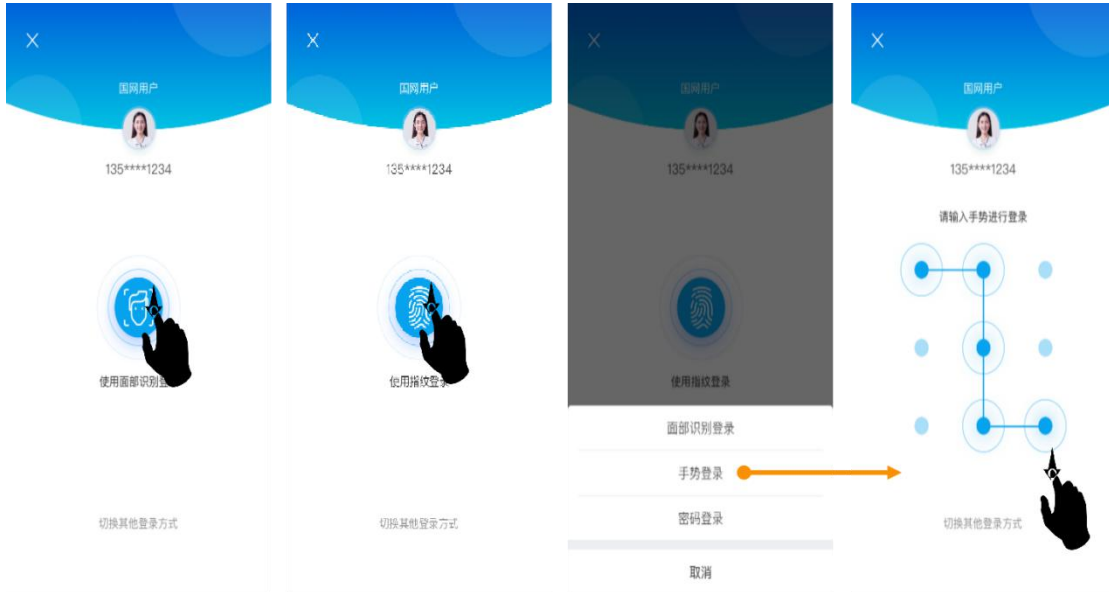 X
国网用户
135****1234
使用面部识别登
切换其他登录方式
X
国网用户
135****1234
使用指纹登录
切换其他登录方式
X
国网用户
135****1234
使用指纹登录
面部识别登录
手势登录
密码登录
取消
X
国网用户
135****1234
请输入手势进行登录
切换其他登录方式